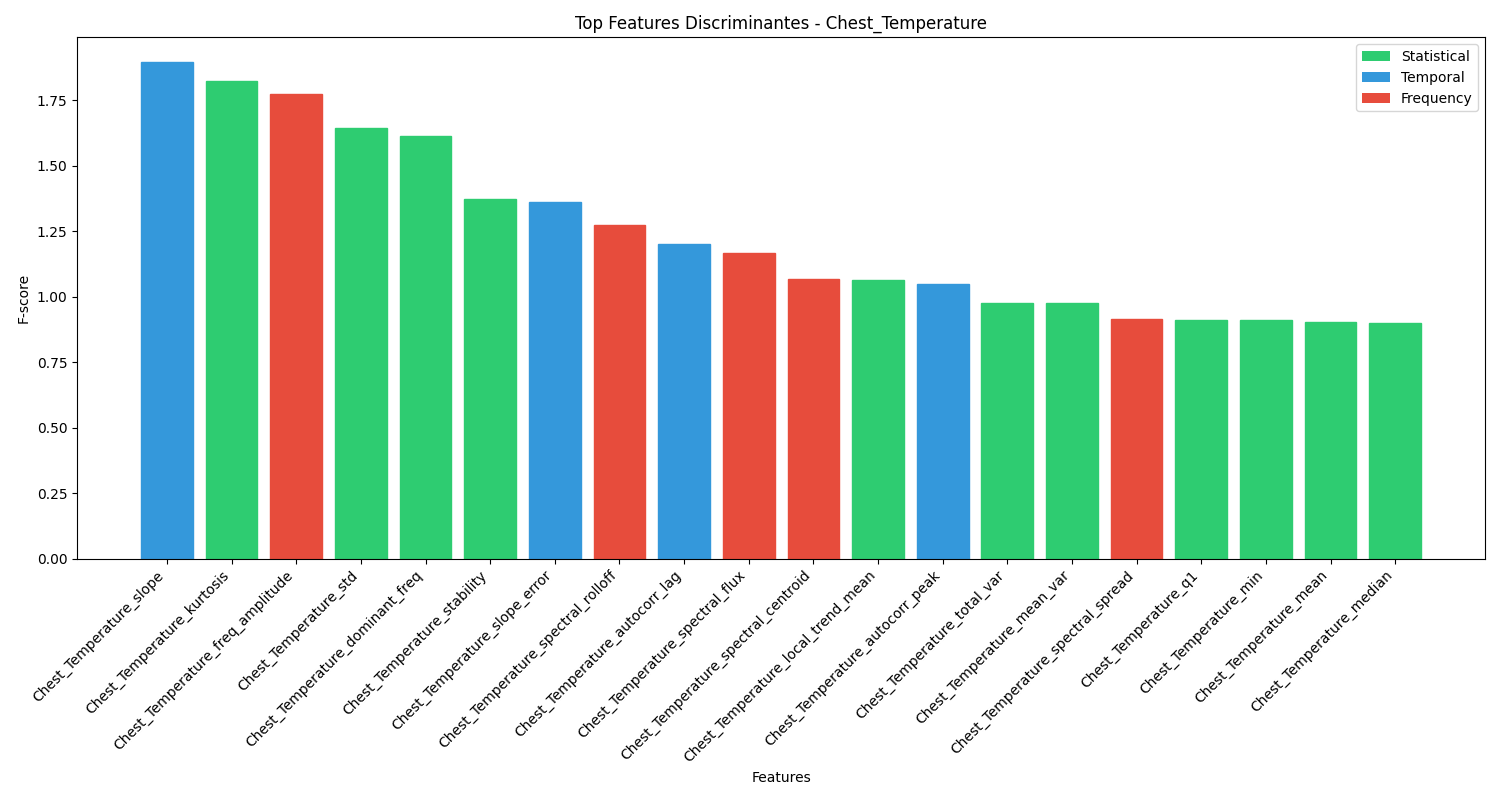 Top Features Discriminantes - Chest_Temperature
Statistical
Temporal
Frequency
F-score
1.75
1.50
1.25
1.00
0.75
0.50
0.25
0.00
Chest_Temperature_slope
Chest_Temperature_kurtosis
Chest_Temperature_freq_amplitude
Chest_Temperature_std
Chest_Temperature_dominant_freq
Chest_Temperature_stability
Chest_Temperature_slope_error
Chest_Temperature_spectral_rolloff
Chest_Temperature_autocorr_lag
Chest_Temperature_spectral_flux
Chest_Temperature_spectral_centroid
Chest_Temperature_local_trend_mean
Chest_Temperature_autocorr_peak
Chest_Temperature_total_var
Chest_Temperature_mean_var
Chest_Temperature_spectral_spread
Chest_Temperature_q1
Chest_Temperature_min
Chest_Temperature_mean
Chest_Temperature_median
Features